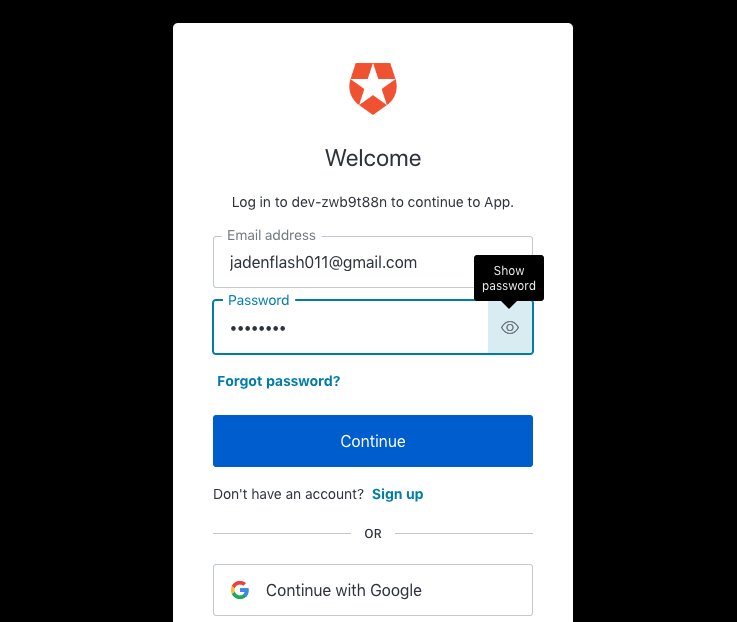 Welcome
Log in to dev-zwb9t88n to continue to App.
Email address
jadenflash011@gmail.com
Show
password
Password
••••••••
Forgot password?
Continue
Don't have an account? Sign up
OR
Continue with Google